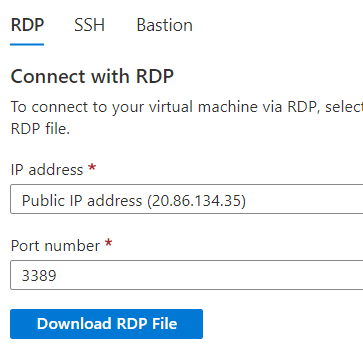 RDP SSH Bastion
Connect with RDP
To connect to your virtual machine via RDP, select
RDP file.
IP address *
Public IP address (20.86.134.35)
Port number *
3389
Download RDP File